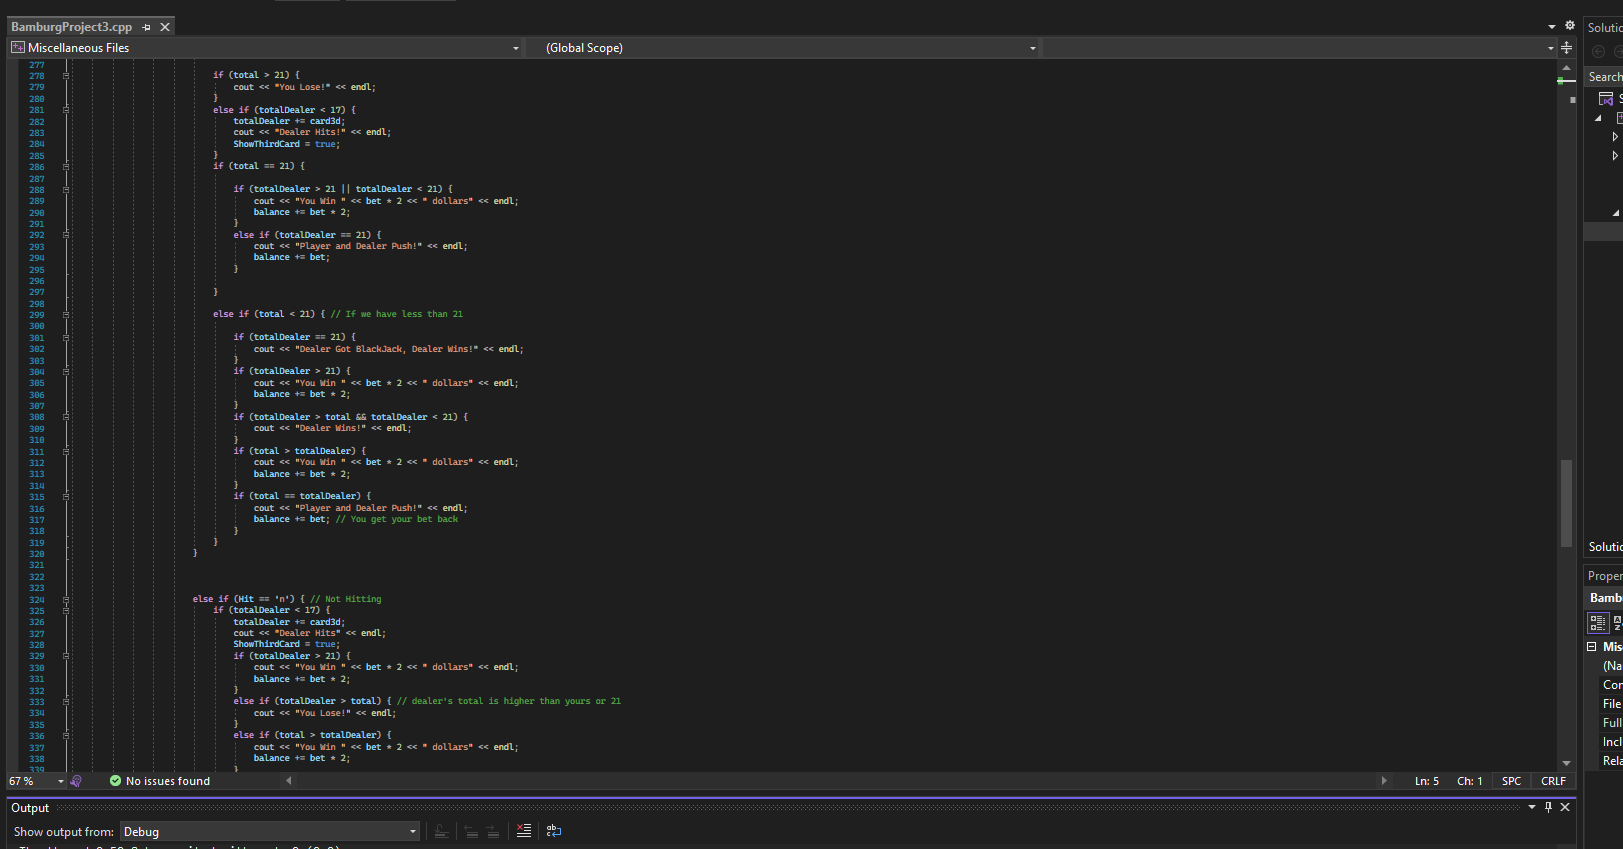 BamburgProject3.cpp
Miscellaneous Files
(Global Scope)
277
278 if (total > 21) {
279 cout << "You Lose!" << endl;
280 }
281 else if (totalDealer < 17) {
282 totalDealer += card3d;
283 cout << "Dealer Hits!" << endl;
284 ShowThirdCard = true;
285 }
286 if (total == 21) {
287
288 if (totalDealer > 21 || totalDealer < 21) {
289 cout << "You Win " << bet * 2 << " dollars" << endl;
290 balance += bet * 2;
291 }
292 else if (totalDealer == 21) {
293 cout << "Player and Dealer Push!" << endl;
294 balance += bet;
295 }
296
297 }
298
299 else if (total < 21) { // If we have less than 21
300
301 if (totalDealer == 21) {
302 cout << "Dealer Got BlackJack, Dealer Wins!" << endl;
303 }
304 if (totalDealer > 21) {
305 cout << "You Win " << bet * 2 << " dollars" << endl;
306 balance += bet * 2;
307 }
308 if (totalDealer > total && totalDealer < 21) {
309 cout << "Dealer Wins!" << endl;
310 }
311 if (total > totalDealer) {
312 cout << "You Win " << bet * 2 << " dollars" << endl;
313 balance += bet * 2;
314 }
315 if (total == totalDealer) {
316 cout << "Player and Dealer Push!" << endl;
317 balance += bet; // You get your bet back
318 }
319 }
320 }
321
322
323
324 else if (Hit == 'n') { // Not Hitting
325 if (totalDealer < 17) {
326 totalDealer += card3d;
327 cout << "Dealer Hits" << endl;
328 ShowThirdCard = true;
329 if (totalDealer > 21) {
330 cout << "You Win " << bet * 2 << " dollars" << endl;
331 balance += bet * 2;
332 }
333 else if (totalDealer > total) { // dealer's total is higher than yours or 21
334 cout << "You Lose!" << endl;
335 }
336 else if (total > totalDealer) {
337 cout << "You Win " << bet * 2 << " dollars" << endl;
338 balance += bet * 2;
339 }
67 %
No issues found
Ln: 5 Ch: 1 SPC CRLF
Output
Show output from: Debug
Solutio
Search
S
Solutio
Proper
Bamb
Mis
(Na
Con
File
Full
Incl
Rela